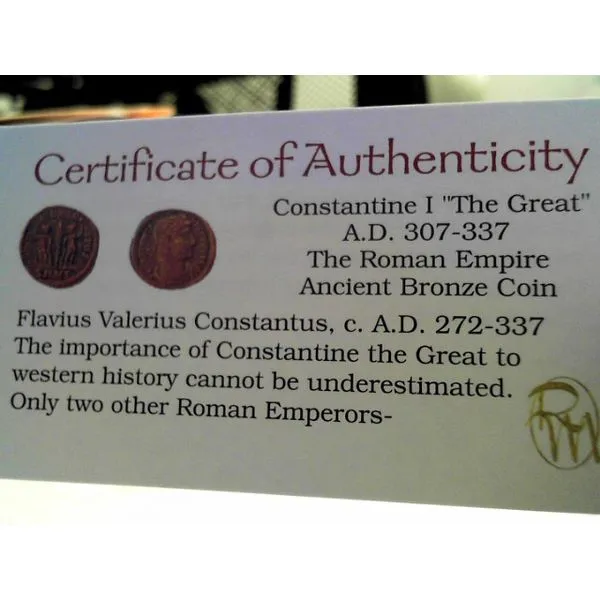 Certificate of Authenticity
Constantine I "The Great"
A.D. 307-337
The Roman Empire
Ancient Bronze Coin
Flavius Valerius Constantus, c. A.D. 272-337
The importance of Constantine the Great to
western history cannot be underestimated.
Only two other Roman Emperors-